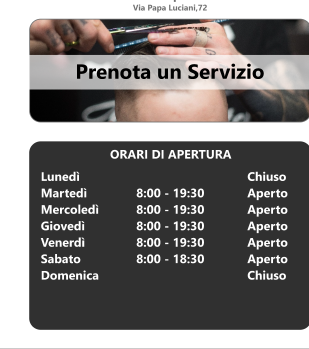 Via Papa Luciani,72
Prenota un Servizio
ORARI DI APERTURA
Lunedì Chiuso
Martedì 8:00 - 19:30 Aperto
Mercoledì 8:00 - 19:30 Aperto
Giovedì 8:00 - 19:30 Aperto
Venerdì 8:00 - 19:30 Aperto
Sabato 8:00 - 18:30 Aperto
Domenica Chiuso